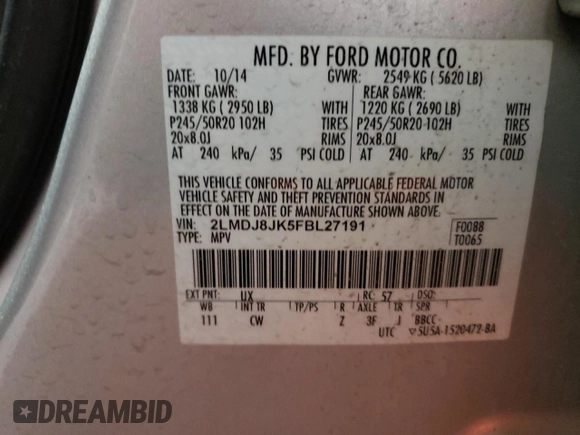 MFD. BY FORD MOTOR CO.
DATE: 10/14 GVWR: 2549 KG ( 5620 LB)
FRONT GAWR: REAR GAWR:
1338 KG ( 2950 LB) WITH 1220 KG ( 2690 LB) WITH
P245/50R20 102H TIRES P245/50R20 102H TIRES
20x8.0J RIMS 20x8.0J RIMS
AT 240 kPa/ 35 PSI COLD AT 240 kPa/ 35 PSI COLD
THIS VEHICLE CONFORMS TO ALL APPLICABLE FEDERAL MOTOR
VEHICLE SAFETY AND THEFT PREVENTION STANDARDS IN
EFFECT ON THE DATE OF MANUFACTURE SHOWN ABOVE.
VIN: 2LMDJ8JK5FBL27191 F0088
TYPE: MPV T0065
EXT PNT: UX RC: 57 DSO:
WB INT TR TP/PS R AXLE TR SPR
111 CW Z 3F J BBCC
UTC ▽5U5A-1520472-BA
DREAMBID